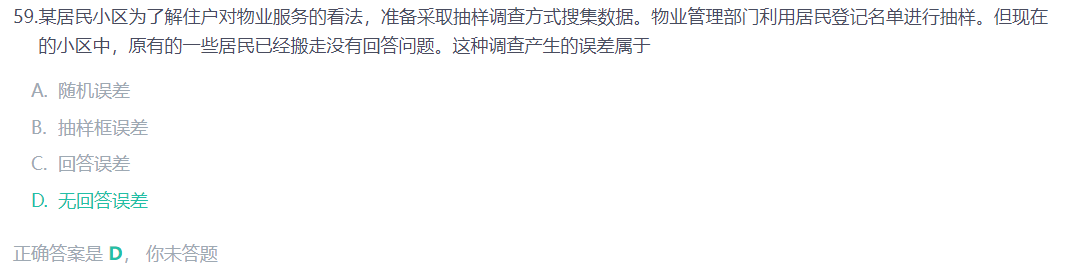 59.某居民小区为了解住户对物业服务的看法，准备采取抽样调查方式搜集数据。物业管理部门利用居民登记名单进行抽样。但现在
的小区中，原有的一些居民已经搬走没有回答问题。这种调查产生的误差属于
A. 随机误差
B. 抽样框误差
C. 回答误差
D. 无回答误差
正确答案是 D， 你未答题